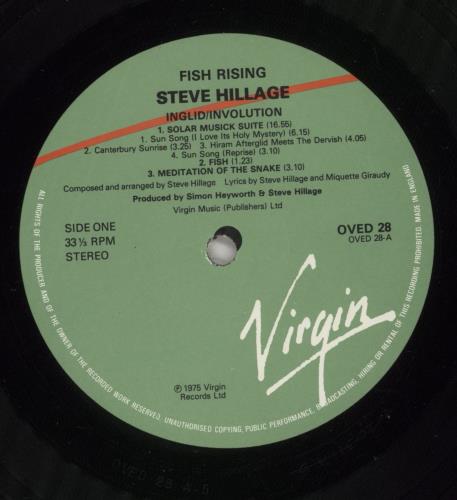 FISH RISING
STEVE HILLAGE
INGLID/INVOLUTION
1. SOLAR MUSICK SUITE (16.55)
1. Sun Song (I Love Its Holy Mystery) (6.15)
2. Canterbury Sunrise (3.25) 3. Hiram Afterglid Meets The Dervish (4.05)
4. Sun Song (Reprise) (3.10)
2. FISH (1.23)
3. MEDITATION OF THE SNAKE (3.10)
Composed and arranged by Steve Hillage Lyrics by Steve Hillage and Miquette Giraudy
Produced by Simon Heyworth & Steve Hillage
Virgin Music (Publishers) Ltd
SIDE ONE
33⅓ RPM
STEREO
OVED 28
OVED 28-A
Virgin
℗ 1975 Virgin
Records Ltd
ALL RIGHTS OF THE PRODUCER AND OF THE OWNER OF THE RECORDED WORK RESERVED. UNAUTHORISED COPYING, PUBLIC PERFORMANCE, BROADCASTING, HIRING OR RENTAL OF THIS RECORDING PROHIBITED. MADE IN ENGLAND.